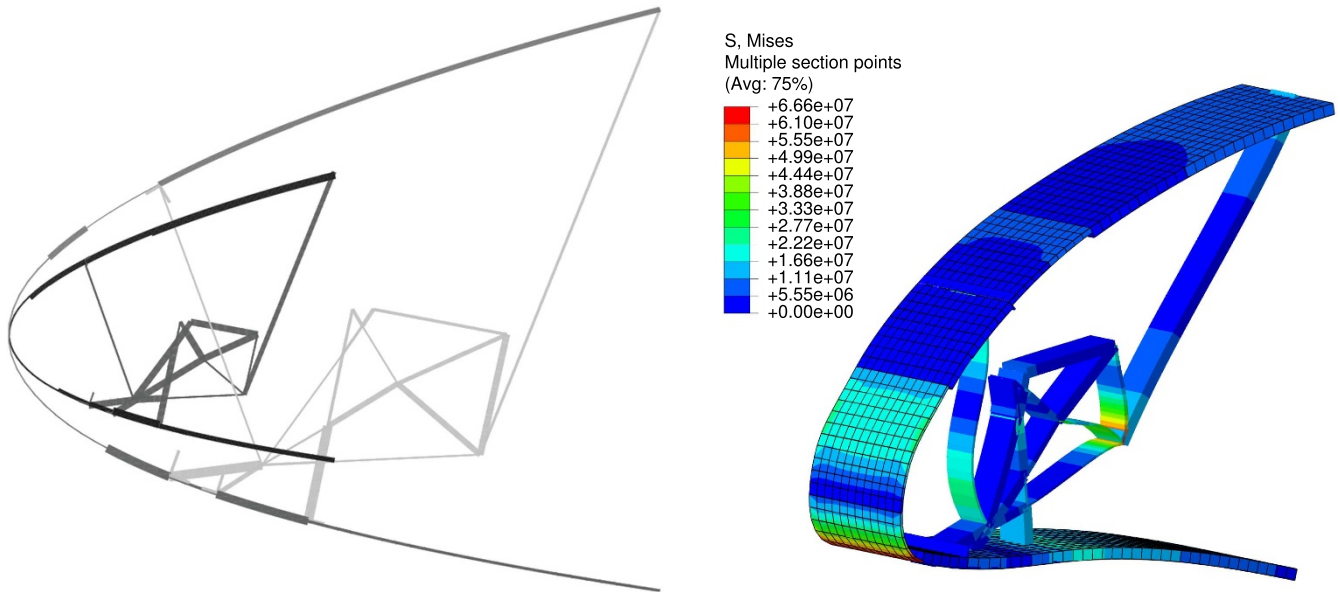 S, Mises
Multiple section points
(Avg: 75%)
+6.66e+07
+6.10e+07
+5.55e+07
+4.99e+07
+4.44e+07
+3.88e+07
+3.33e+07
+2.77e+07
+2.22e+07
+1.66e+07
+1.11e+07
+5.55e+06
+0.00e+00